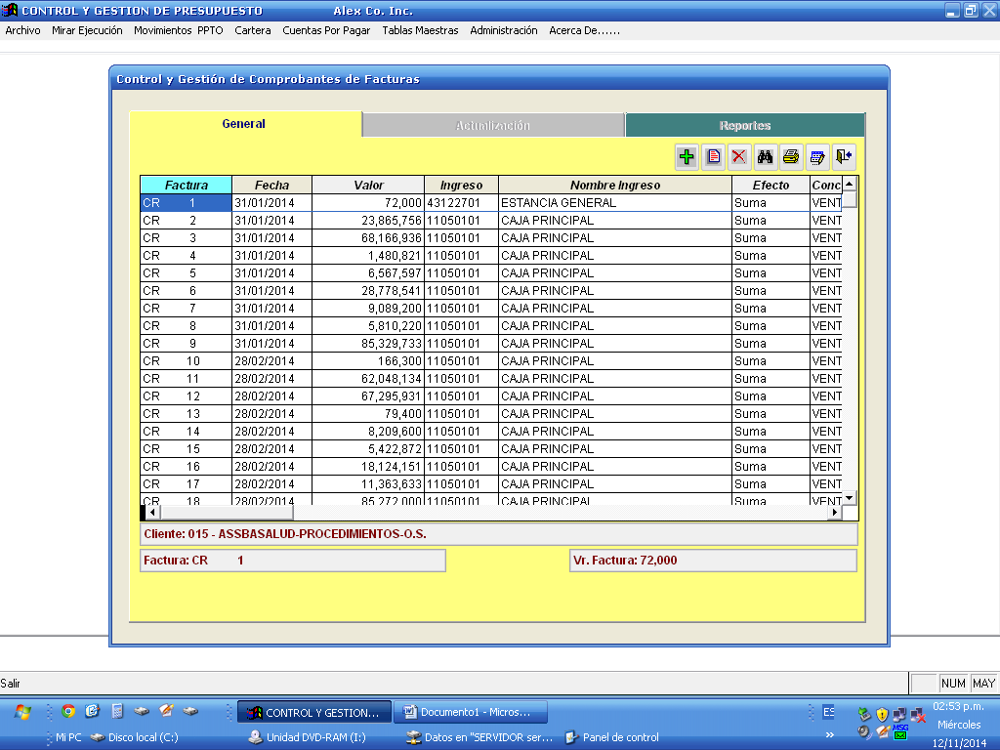 CONTROL Y GESTION DE PRESUPUESTO Alex Co. Inc.
Archivo Mirar Ejecución Movimientos PPTO Cartera Cuentas Por Pagar Tablas Maestras Administración Acerca De......
Control y Gestión de Comprobantes de Facturas
General Actualización Reportes
Factura Fecha Valor Ingreso Nombre Ingreso Efecto Conc
CR 1 31/01/2014 72,000 43122701 ESTANCIA GENERAL Suma VENT
CR 2 31/01/2014 23,865,756 11050101 CAJA PRINCIPAL Suma VENT
CR 3 31/01/2014 68,166,936 11050101 CAJA PRINCIPAL Suma VENT
CR 4 31/01/2014 1,480,821 11050101 CAJA PRINCIPAL Suma VENT
CR 5 31/01/2014 6,567,597 11050101 CAJA PRINCIPAL Suma VENT
CR 6 31/01/2014 28,778,541 11050101 CAJA PRINCIPAL Suma VENT
CR 7 31/01/2014 9,089,200 11050101 CAJA PRINCIPAL Suma VENT
CR 8 31/01/2014 5,810,220 11050101 CAJA PRINCIPAL Suma VENT
CR 9 31/01/2014 85,329,733 11050101 CAJA PRINCIPAL Suma VENT
CR 10 28/02/2014 166,300 11050101 CAJA PRINCIPAL Suma VENT
CR 11 28/02/2014 62,048,134 11050101 CAJA PRINCIPAL Suma VENT
CR 12 28/02/2014 67,295,931 11050101 CAJA PRINCIPAL Suma VENT
CR 13 28/02/2014 79,400 11050101 CAJA PRINCIPAL Suma VENT
CR 14 28/02/2014 8,209,600 11050101 CAJA PRINCIPAL Suma VENT
CR 15 28/02/2014 5,422,872 11050101 CAJA PRINCIPAL Suma VENT
CR 16 28/02/2014 18,124,151 11050101 CAJA PRINCIPAL Suma VENT
CR 17 28/02/2014 11,363,633 11050101 CAJA PRINCIPAL Suma VENT
CR 18 28/02/2014 85,272,000 11050101 CAJA PRINCIPAL Suma VENT
Cliente: 015 - ASSBASALUD-PROCEDIMIENTOS-O.S.
Factura: CR 1 Vr. Factura: 72,000
Salir NUM MAY
CONTROL Y GESTION... Documento1 - Micros... ES 02:53 p.m.
Miércoles
Mi PC Disco local (C:) Unidad DVD-RAM (I:) Datos en "SERVIDOR ser... Panel de control » MSG 12/11/2014